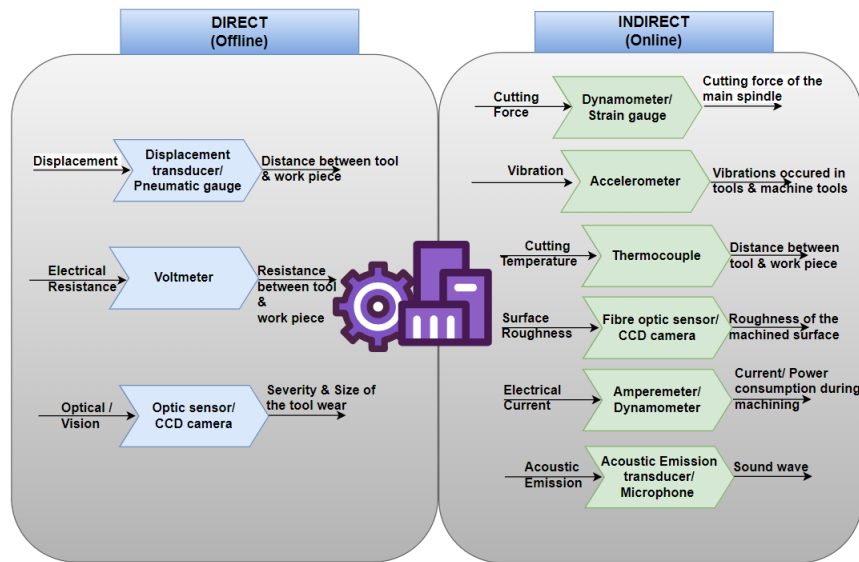 DIRECT
(Offline)
Displacement
Displacement
transducer/
Pneumatic gauge
Distance between tool
& work piece
Electrical
Resistance
Voltmeter
Resistance
between tool
&
work piece
Optical /
Vision
Optic sensor/
CCD camera
Severity & Size of
the tool wear
INDIRECT
(Online)
Cutting
Force
Dynamometer/
Strain gauge
Cutting force of the
main spindle
Vibration
Accelerometer
Vibrations occured in
tools & machine tools
Cutting
Temperature
Thermocouple
Distance between
tool & work piece
Surface
Roughness
Fibre optic sensor/
CCD camera
Roughness of the
machined surface
Electrical
Current
Amperemeter/
Dynamometer
Current/ Power
consumption during
machining
Acoustic
Emission
Acoustic Emission
transducer/
Microphone
Sound wave